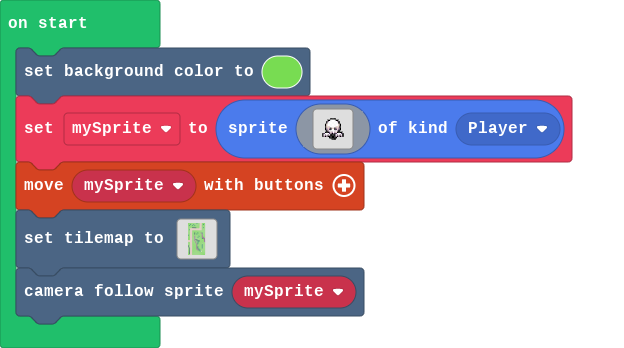 on start
set background color to
set mySprite to sprite of kind Player
move mySprite with buttons
set tilemap to
camera follow sprite mySprite